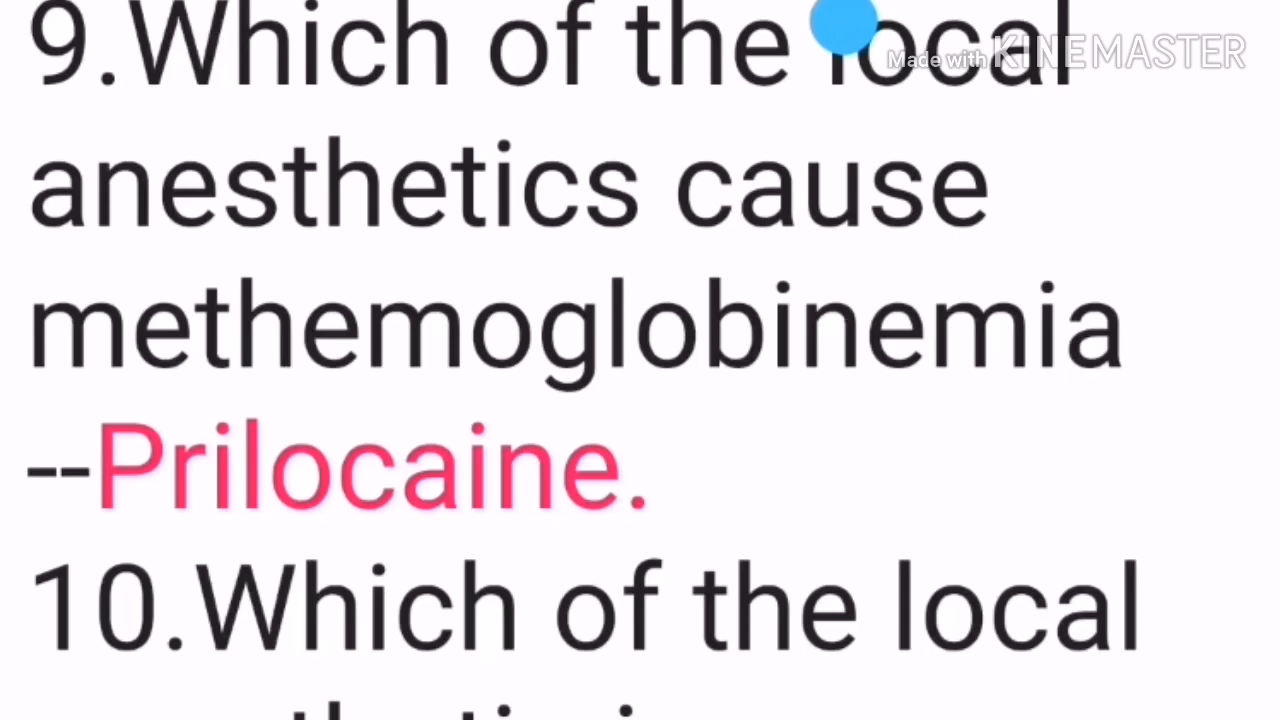 9.Which of the local
Made with KINEMASTER
anesthetics cause
methemoglobinemia
--Prilocaine.
10.Which of the local